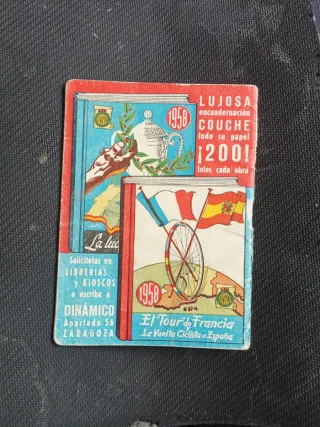 LUJOSA
encuadernación
COUCHE
todo su papel
¡200!
fotos cada obra
1958
La luc
Solicítelas en
LIBRERIAS
y KIOSCOS
o escriba a
DINÁMICO
Apartado 56
ZARAGOZA
1958
El Tour de Francia
La Vuelta Ciclista a España